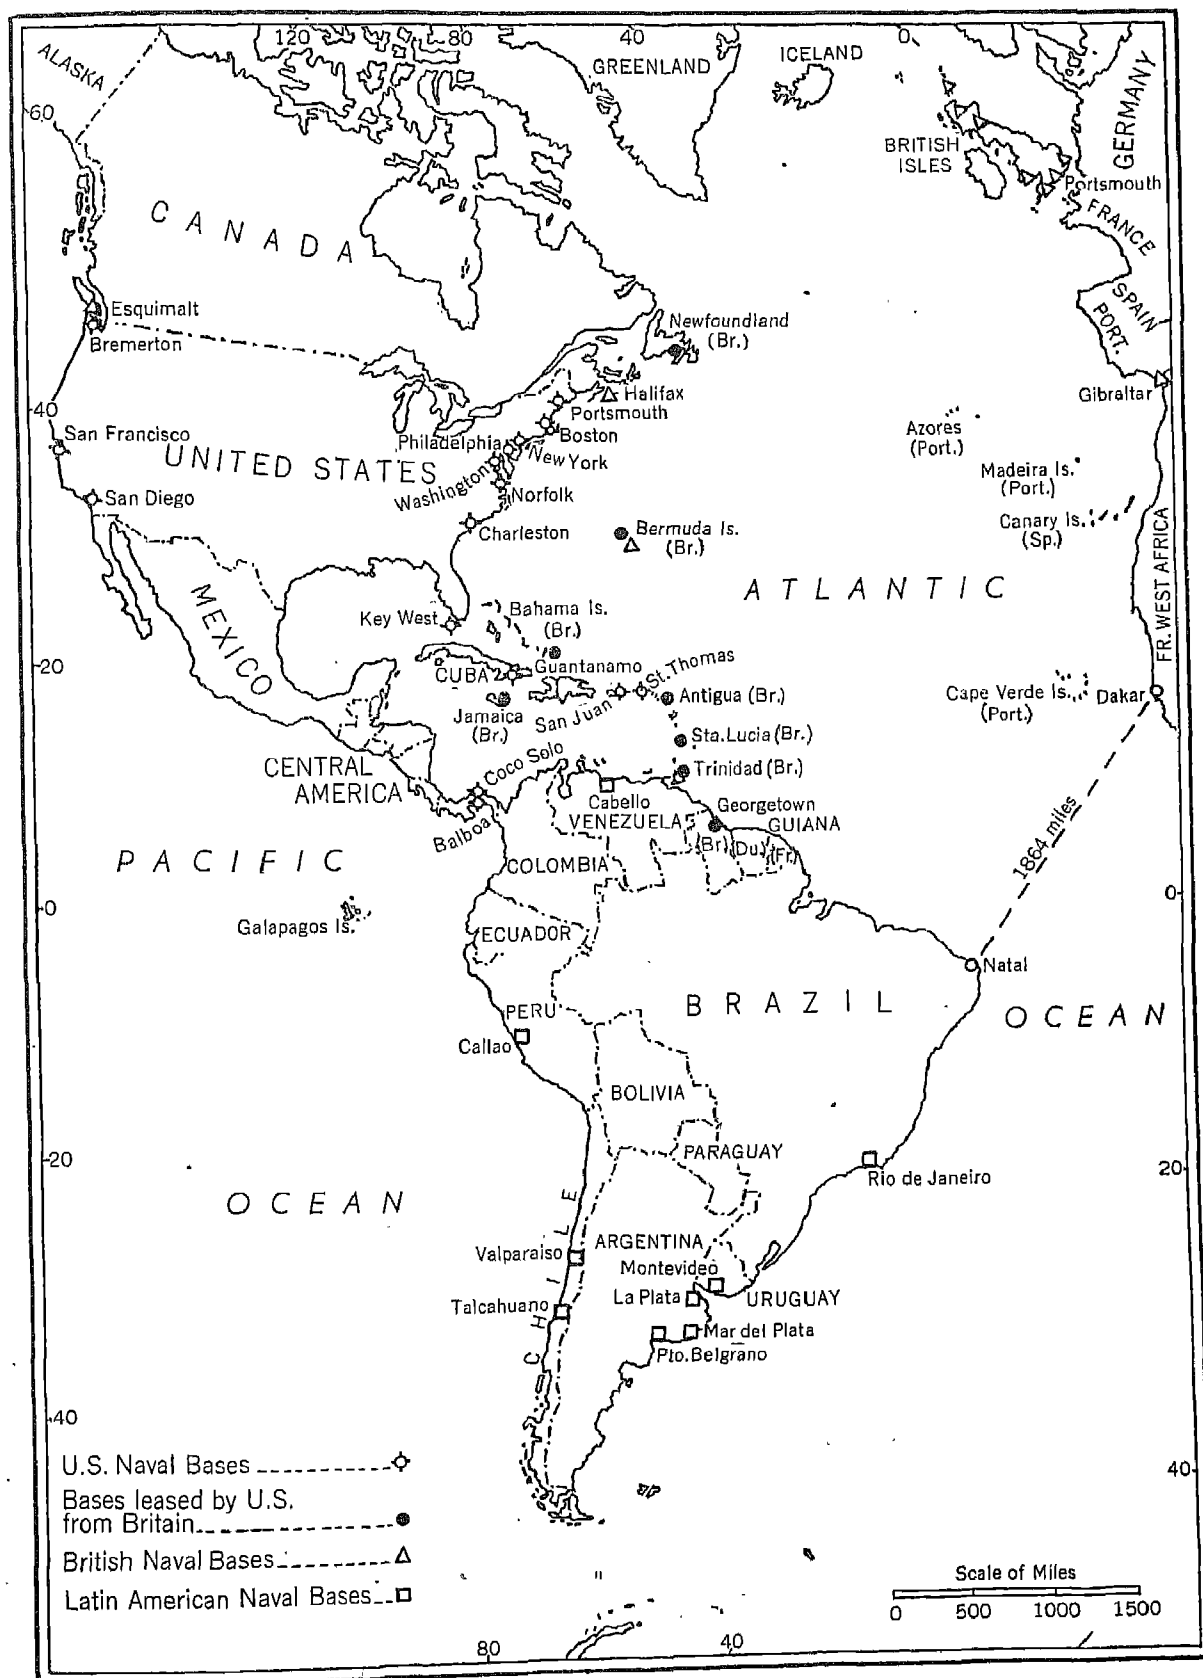 120
80
40
0
ALASKA
GREENLAND
ICELAND
60
BRITISH
ISLES
GERMANY
Portsmouth
FRANCE
CANADA
SPAIN
PORT.
Esquimalt
Bremerton
Newfoundland
(Br.)
Halifax
Gibraltar
40
Portsmouth
Boston
San Francisco
Philadelphia
New York
UNITED STATES
Washington
Norfolk
San Diego
Charleston
Azores
(Port.)
Madeira Is.
(Port.)
Canary Is.
(Sp.)
Bermuda Is.
(Br.)
ATLANTIC
FR. WEST AFRICA
MEXICO
Key West
Bahama Is.
(Br.)
20
CUBA
Guantanamo
St. Thomas
San Juan
Antigua (Br.)
Jamaica
(Br.)
Sta. Lucia (Br.)
Cape Verde Is.
(Port.)
Dakar
Coco Solo
Trinidad (Br.)
CENTRAL
AMERICA
Cabello
VENEZUELA
Georgetown
GUIANA
(Br.) (Du.) (Fr.)
Balboa
COLOMBIA
1864 miles
PACIFIC
0
0
Galapagos Is.
ECUADOR
Natal
PERU
BRAZIL
OCEAN
Callao
BOLIVIA
PARAGUAY
20
20
Rio de Janeiro
OCEAN
CHILE
Valparaiso
ARGENTINA
Montevideo
La Plata
URUGUAY
Talcahuano
Mar del Plata
Pto. Belgrano
40
40
U.S. Naval Bases
Bases leased by U.S.
from Britain
British Naval Bases
Latin American Naval Bases
Scale of Miles
0 500 1000 1500
80
40